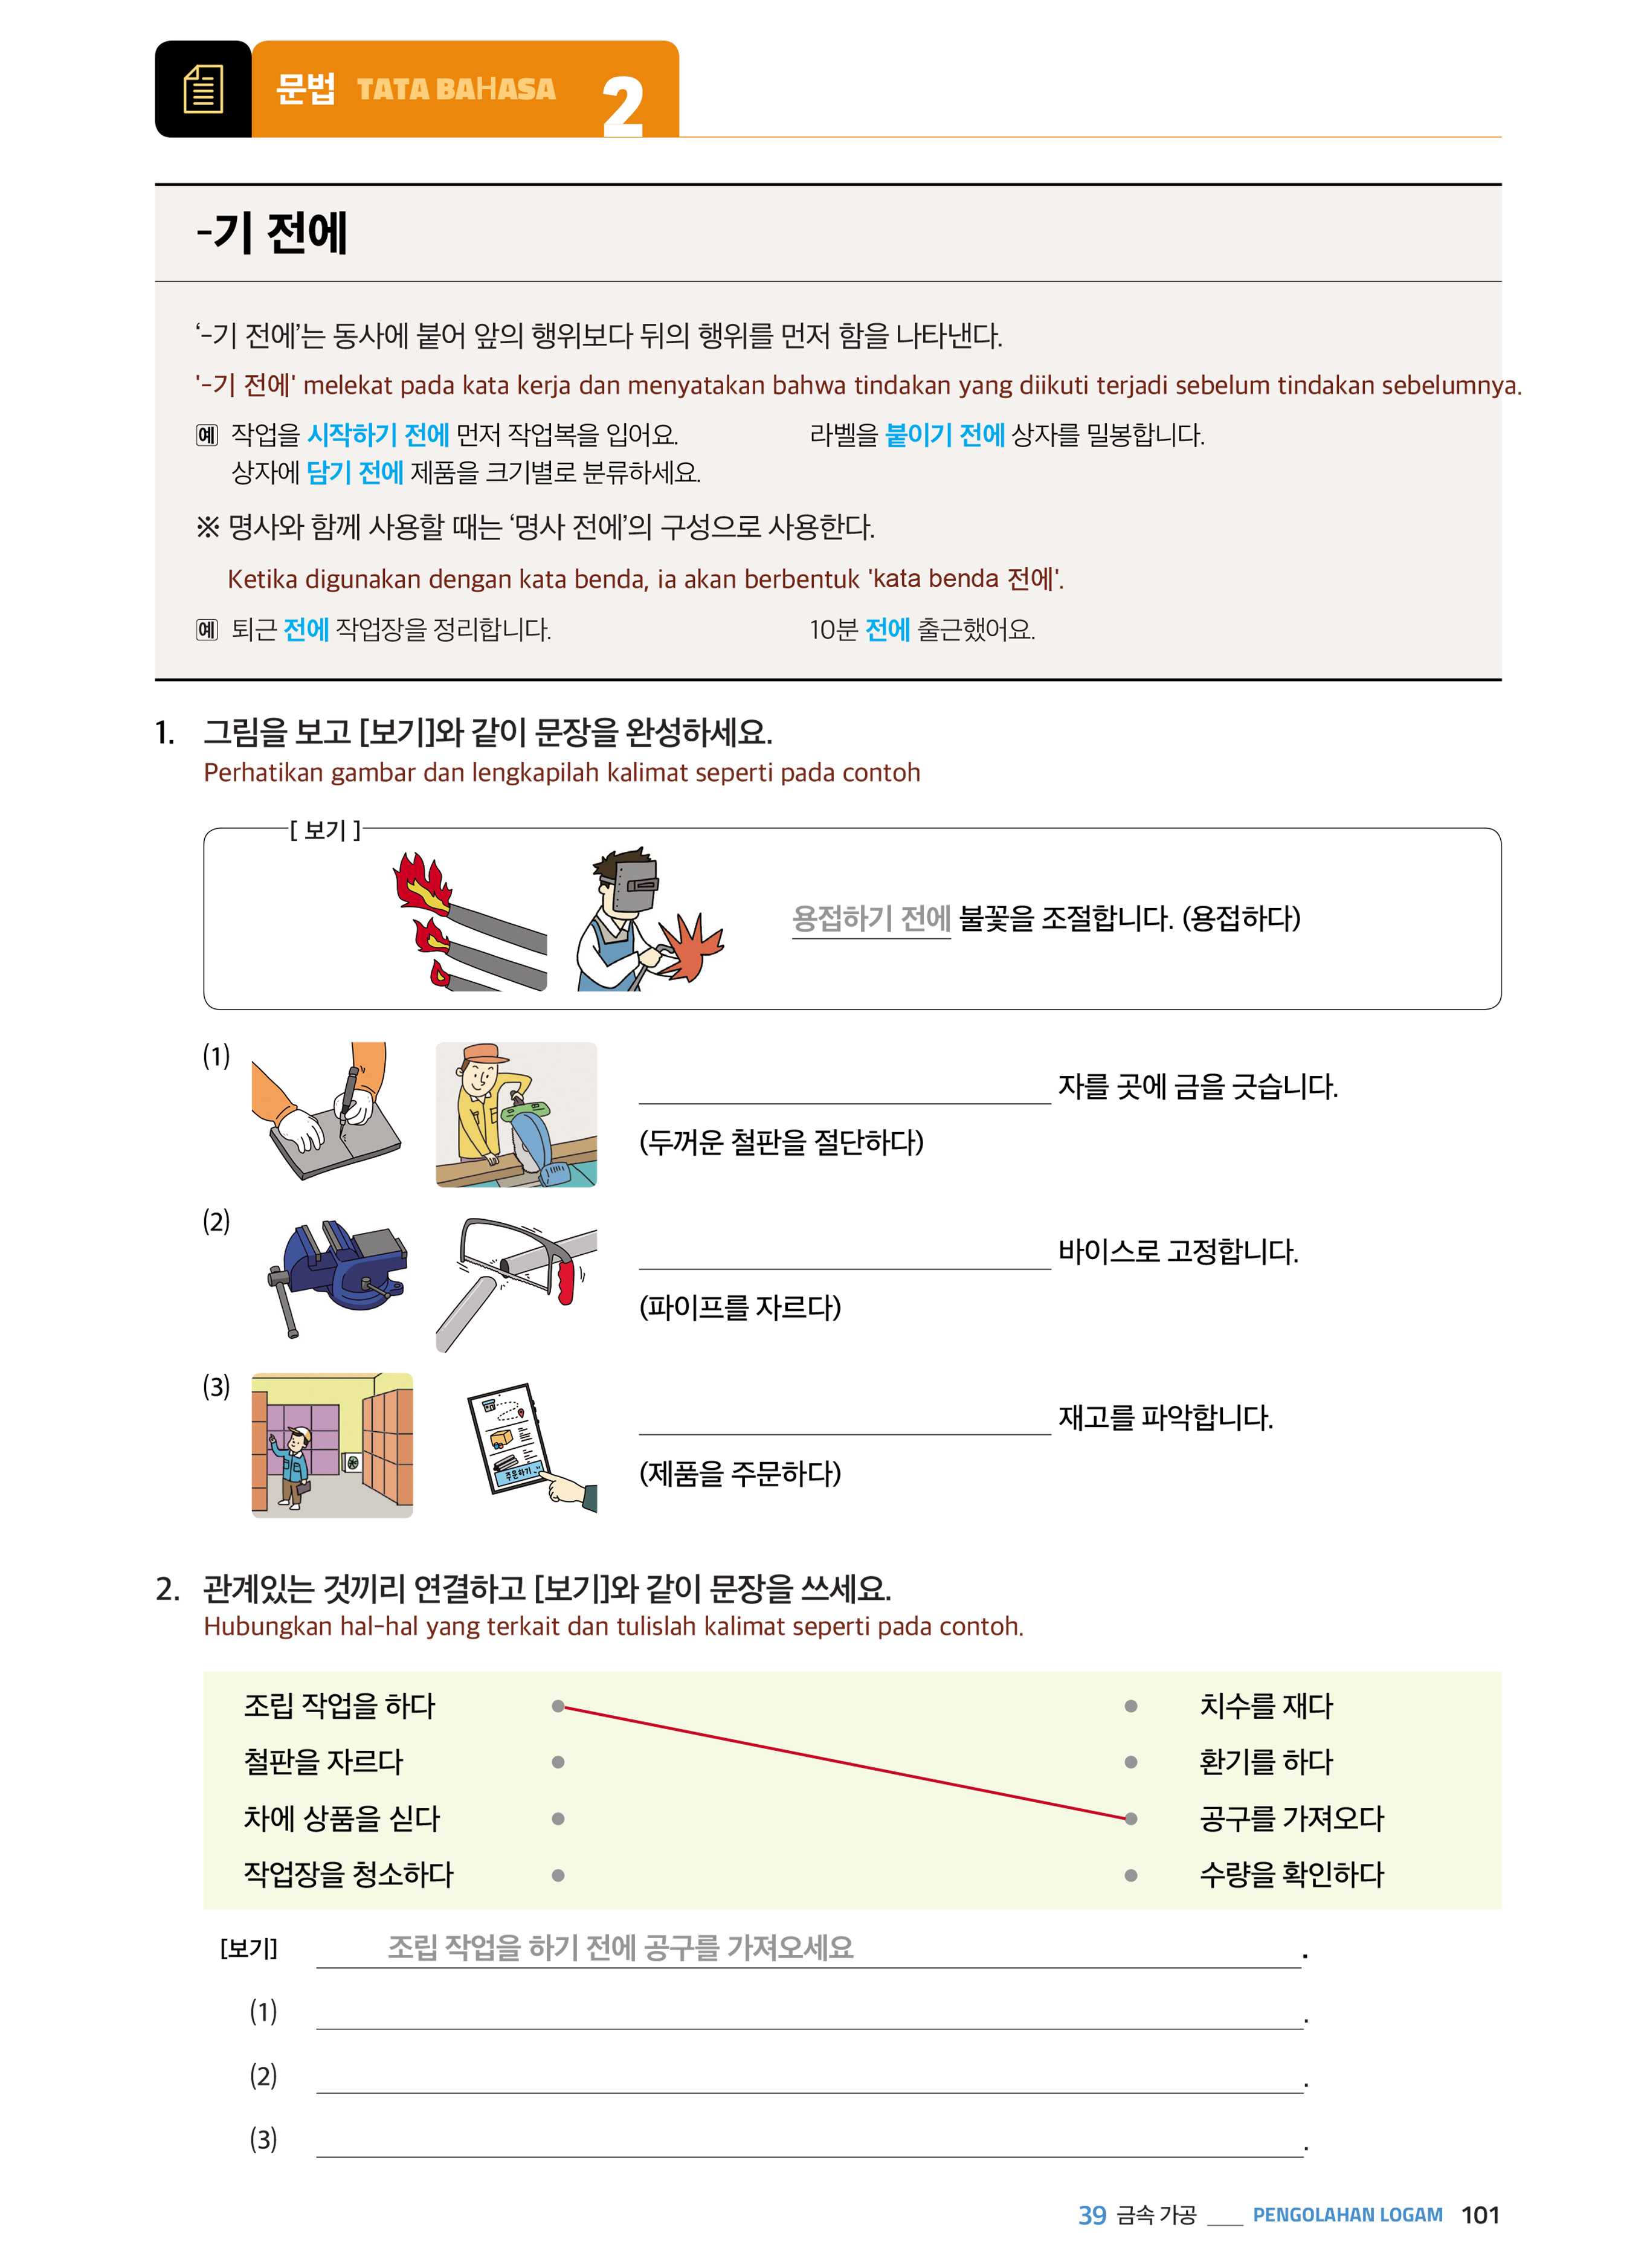 문법 TATA BAHASA 2
-기 전에
‘-기 전에’는 동사에 붙어 앞의 행위보다 뒤의 행위를 먼저 함을 나타낸다.
'-기 전에' melekat pada kata kerja dan menyatakan bahwa tindakan yang diikuti terjadi sebelum tindakan sebelumnya.
예 작업을 시작하기 전에 먼저 작업복을 입어요. 라벨을 붙이기 전에 상자를 밀봉합니다.
상자에 담기 전에 제품을 크기별로 분류하세요.
※ 명사와 함께 사용할 때는 ‘명사 전에’의 구성으로 사용한다.
Ketika digunakan dengan kata benda, ia akan berbentuk 'kata benda 전에'.
예 퇴근 전에 작업장을 정리합니다. 10분 전에 출근했어요.
1. 그림을 보고 [보기]와 같이 문장을 완성하세요.
Perhatikan gambar dan lengkapilah kalimat seperti pada contoh
[ 보기 ]
용접하기 전에 불꽃을 조절합니다. (용접하다)
(1) ______ 자를 곳에 금을 긋습니다.
(두꺼운 철판을 절단하다)
(2) ______ 바이스로 고정합니다.
(파이프를 자르다)
(3) ______ 재고를 파악합니다.
주문하기
(제품을 주문하다)
2. 관계있는 것끼리 연결하고 [보기]와 같이 문장을 쓰세요.
Hubungkan hal-hal yang terkait dan tulislah kalimat seperti pada contoh.
조립 작업을 하다 • • 치수를 재다
철판을 자르다 • • 환기를 하다
차에 상품을 싣다 • • 공구를 가져오다
작업장을 청소하다 • • 수량을 확인하다
[보기] 조립 작업을 하기 전에 공구를 가져오세요 .
(1) ______ .
(2) ______ .
(3) ______ .
39 금속 가공 ___ PENGOLAHAN LOGAM 101